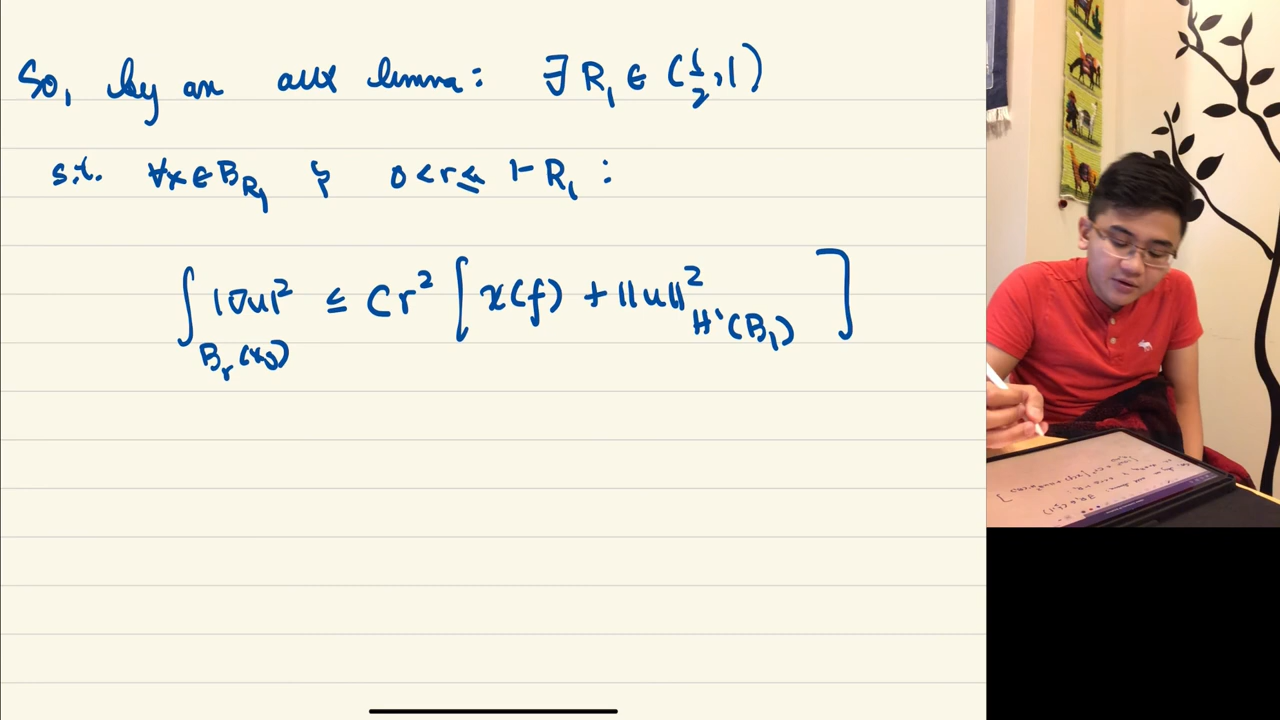 So, by an aux lemma: ∃ R₁ ∈ (1/2, 1)
s.t. ∀x ∈ B_{R₁} & 0 < r ≤ 1 - R₁ :
∫_{B_r(x₀)} |∇u|² ≤ C r² [ χ(f) + ||u||²_{H¹(B₁)} ]